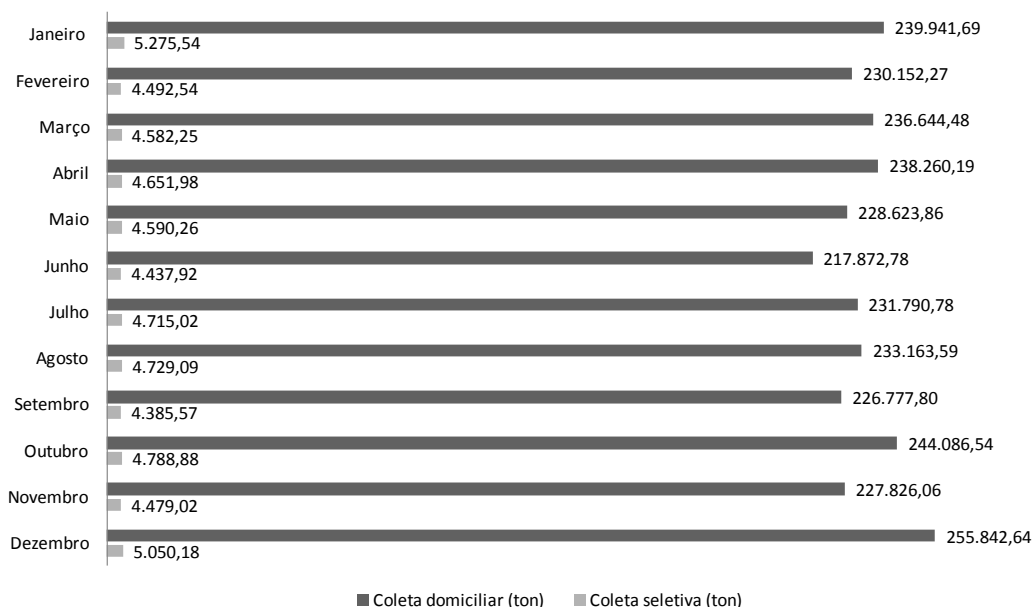 Janeiro 239.941,69
5.275,54
Fevereiro 230.152,27
4.492,54
Março 236.644,48
4.582,25
Abril 238.260,19
4.651,98
Maio 228.623,86
4.590,26
Junho 217.872,78
4.437,92
Julho 231.790,78
4.715,02
Agosto 233.163,59
4.729,09
Setembro 226.777,80
4.385,57
Outubro 244.086,54
4.788,88
Novembro 227.826,06
4.479,02
Dezembro 255.842,64
5.050,18
Coleta domiciliar (ton) Coleta seletiva (ton)